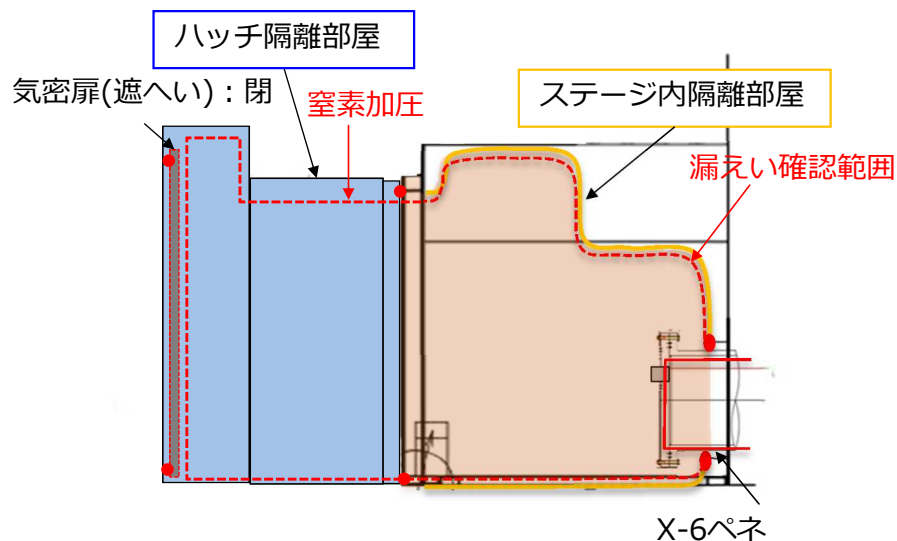 ハッチ隔離部屋
気密扉(遮へい):閉
窒素加圧
ステージ内隔離部屋
漏えい確認範囲
X-6ペネ